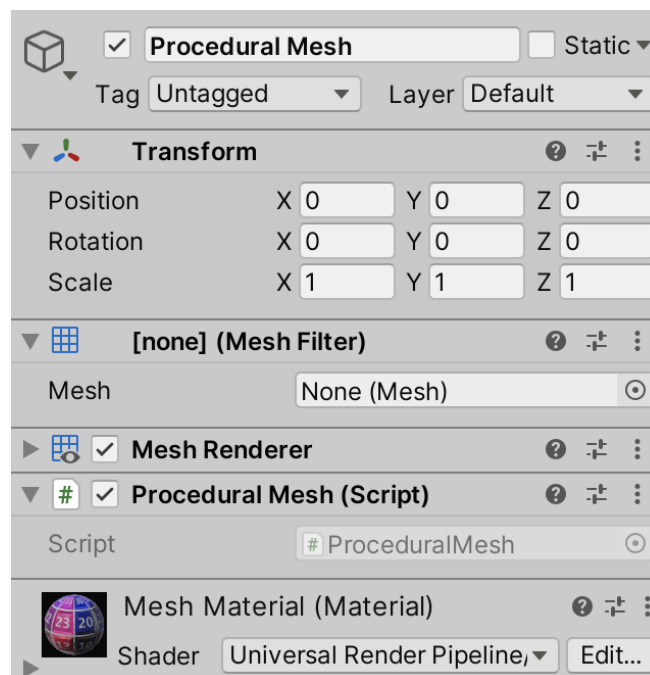 Procedural Mesh Static
Tag Untagged Layer Default
Transform
Position X 0 Y 0 Z 0
Rotation X 0 Y 0 Z 0
Scale X 1 Y 1 Z 1
[none] (Mesh Filter)
Mesh None (Mesh)
Mesh Renderer
# Procedural Mesh (Script)
Script # ProceduralMesh
Mesh Material (Material)
23 20
Shader Universal Render Pipeline/ Edit...